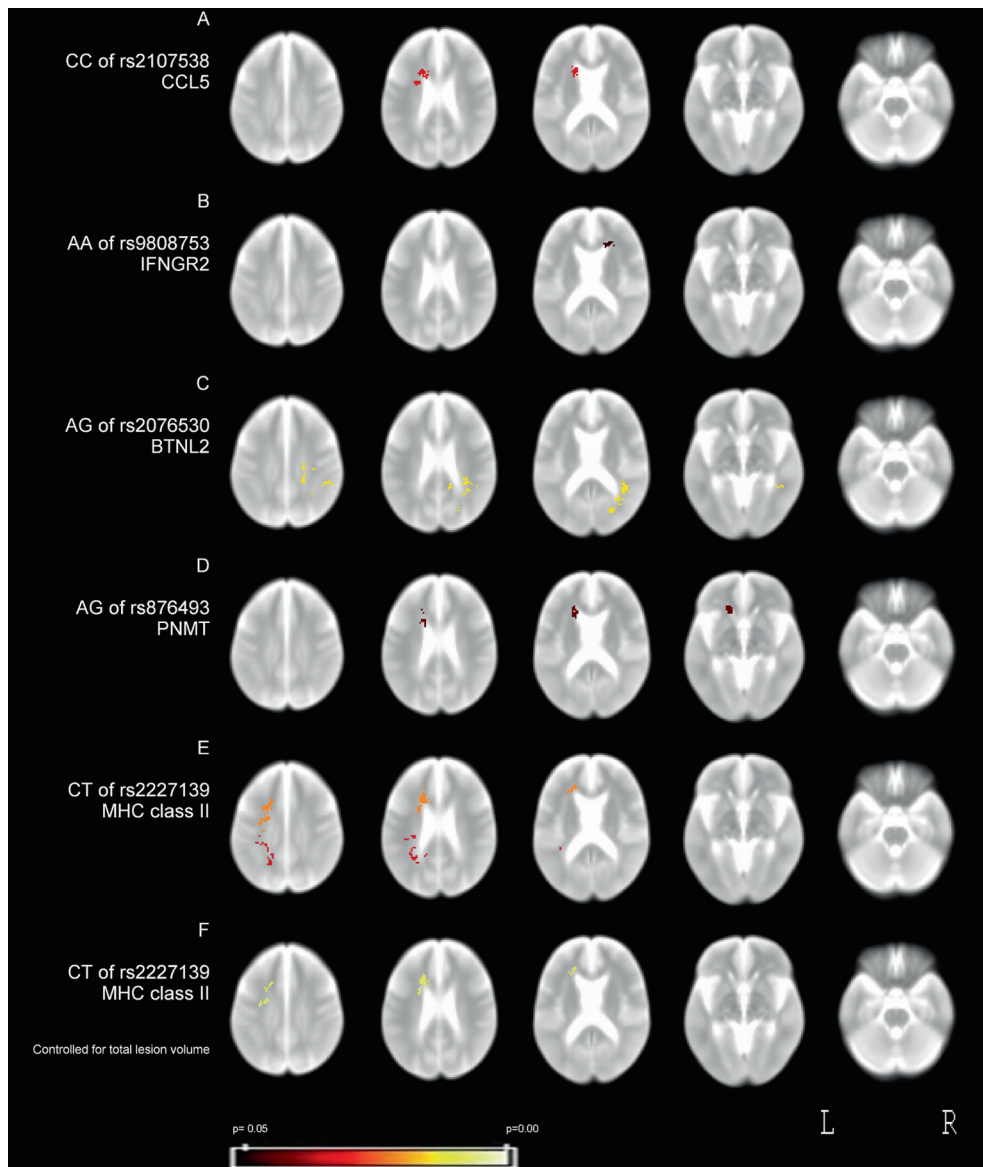 A
CC of rs2107538
CCL5
B
AA of rs9808753
IFNGR2
C
AG of rs2076530
BTNL2
D
AG of rs876493
PNMT
E
CT of rs2227139
MHC class II
F
CT of rs2227139
MHC class II
Controlled for total lesion volume
L R
p= 0.05 p=0.00